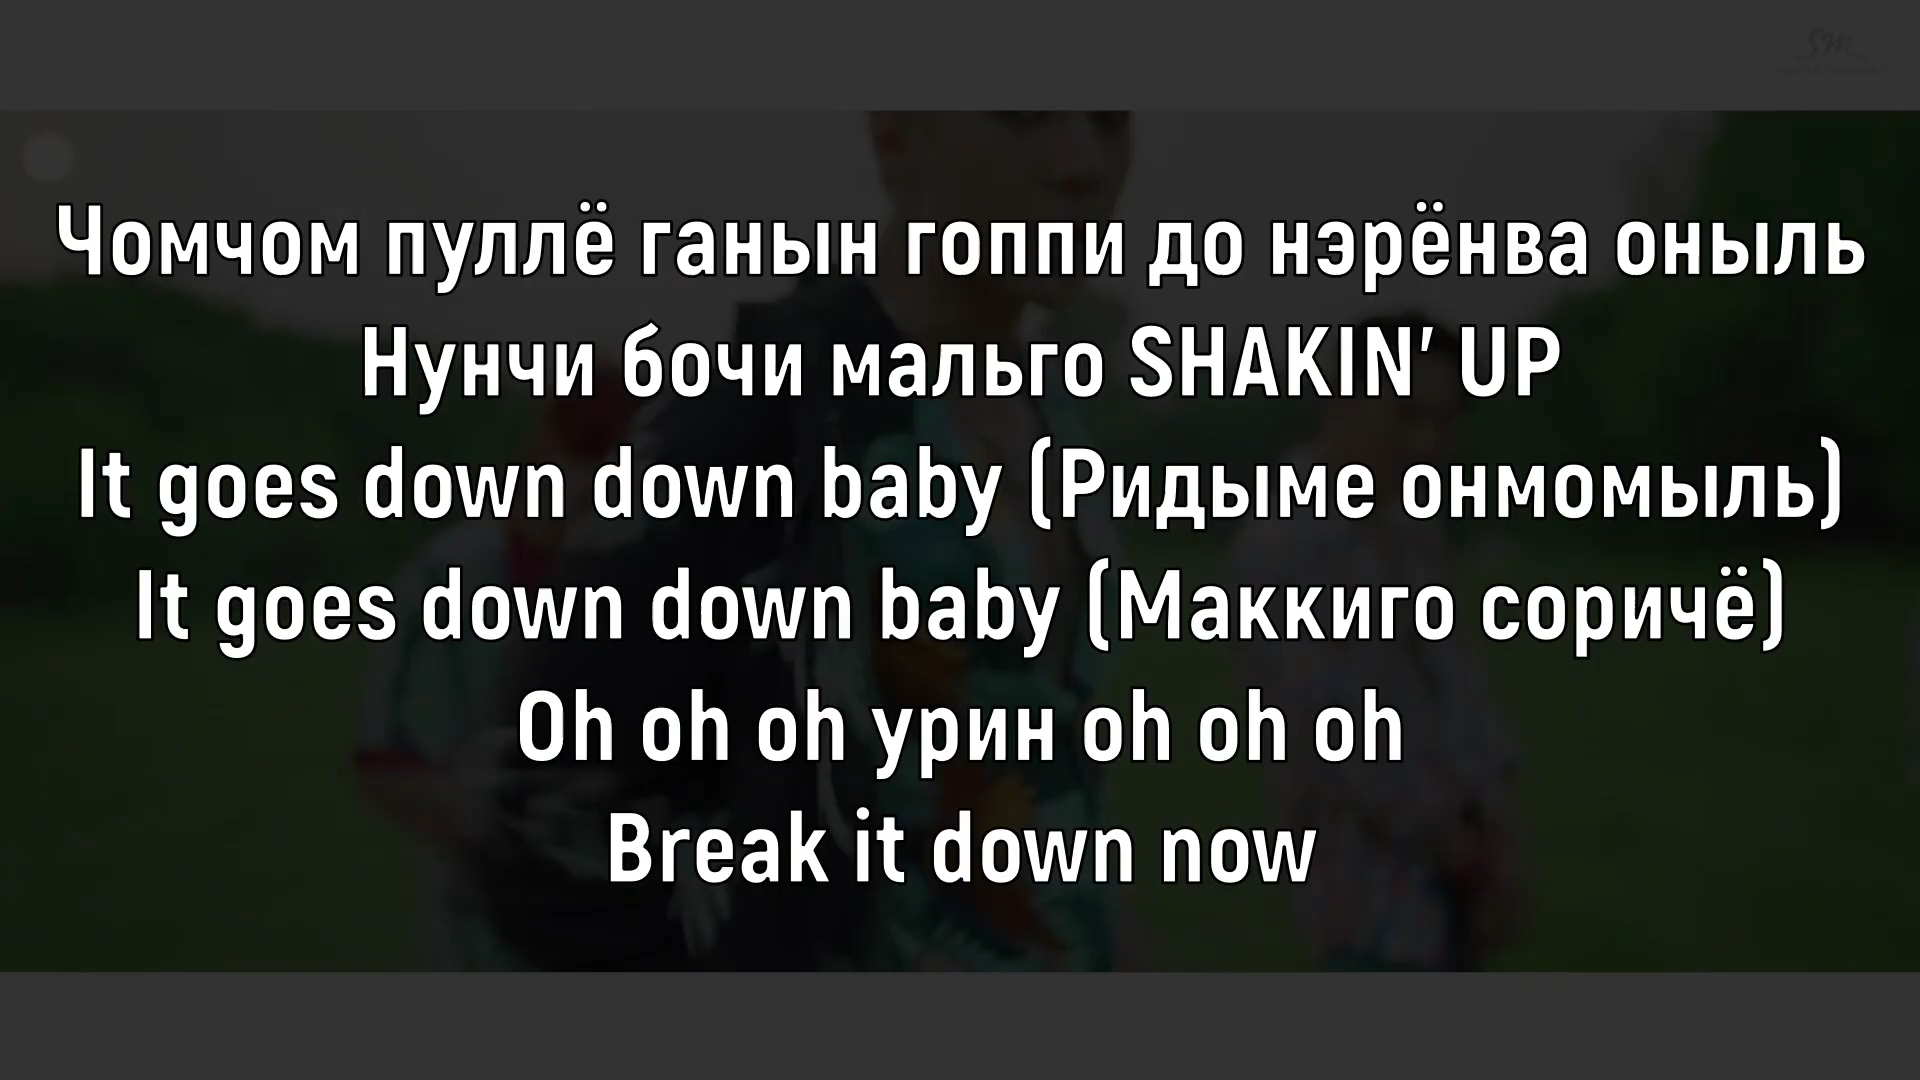 Чомчом пуллё ганын гоппи до нэрёнва оныль
Нунчи бочи мальго SHAKIN' UP
It goes down down baby (Ридыме онмомыль)
It goes down down baby (Маккиго соричё)
Oh oh oh урин oh oh oh
Break it down now